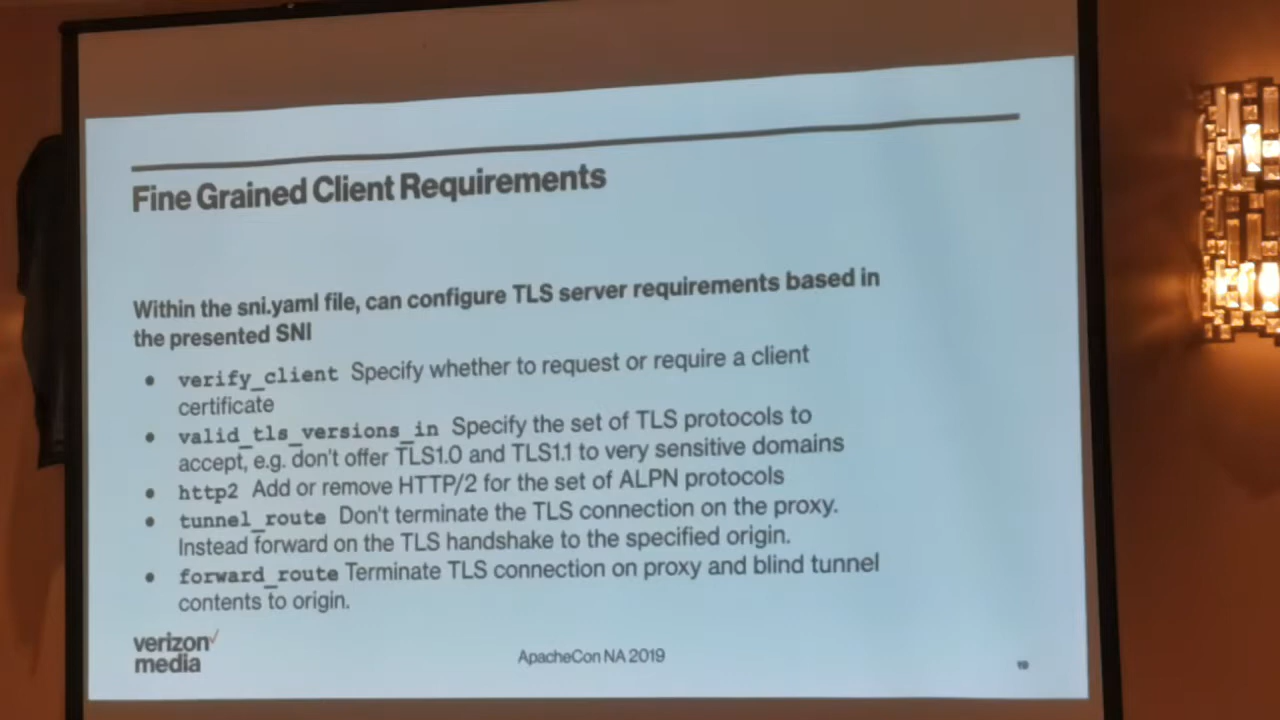 Fine Grained Client Requirements
Within the sni.yaml file, can configure TLS server requirements based in
the presented SNI
• verify_client Specify whether to request or require a client
certificate
• valid_tls_versions_in Specify the set of TLS protocols to
accept, e.g. don't offer TLS1.0 and TLS1.1 to very sensitive domains
• http2 Add or remove HTTP/2 for the set of ALPN protocols
• tunnel_route Don't terminate the TLS connection on the proxy.
Instead forward on the TLS handshake to the specified origin.
• forward_route Terminate TLS connection on proxy and blind tunnel
contents to origin.
verizon✓
media
ApacheCon NA 2019
19